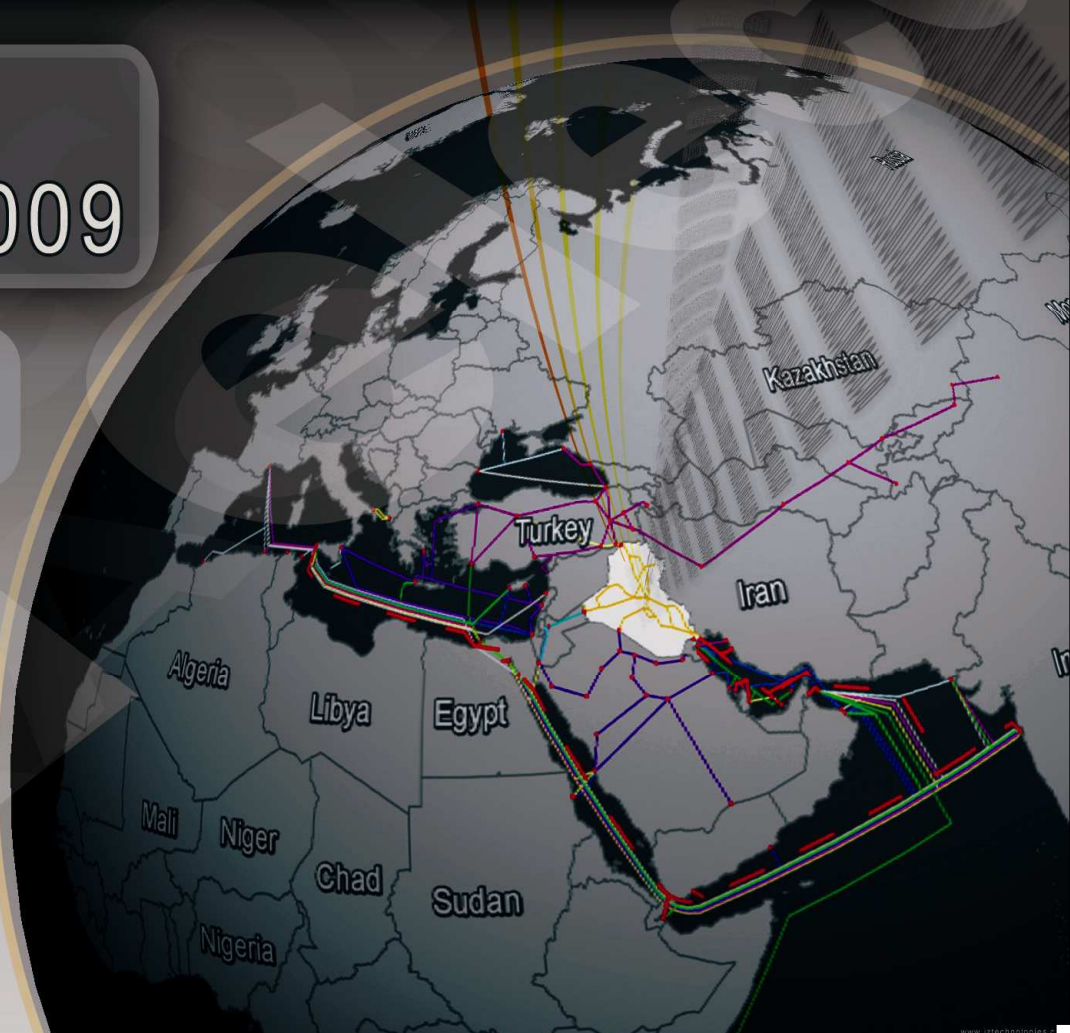 009
Kazakhstan
Turkey
Iran
Algeria
Libya
Egypt
Mali
Niger
Chad
Sudan
Nigeria